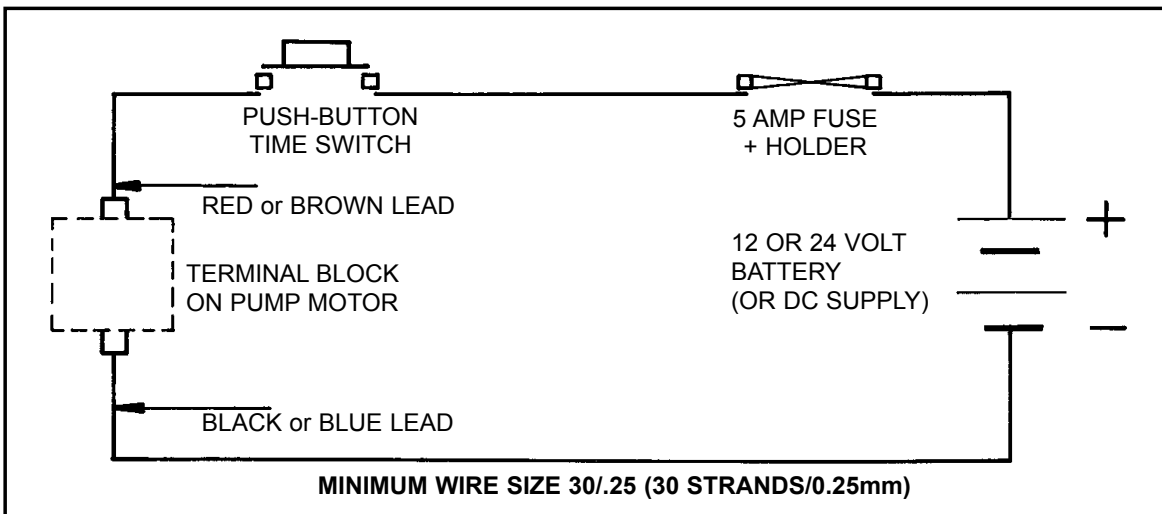 PUSH-BUTTON
TIME SWITCH
5 AMP FUSE
+ HOLDER
RED or BROWN LEAD
12 OR 24 VOLT
BATTERY
(OR DC SUPPLY)
+
−
TERMINAL BLOCK
ON PUMP MOTOR
BLACK or BLUE LEAD
MINIMUM WIRE SIZE 30/.25 (30 STRANDS/0.25mm)